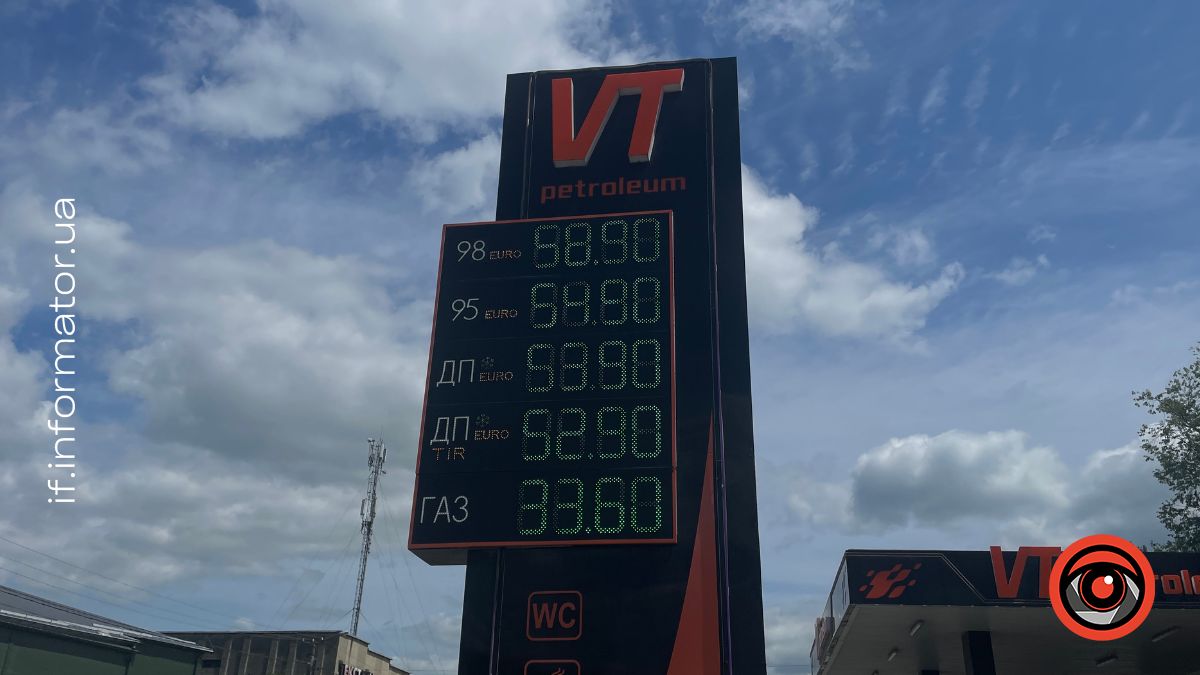 VT
petroleum
98 EURO 58.90
95 EURO 54.90
ДП EURO 53.90
ДП EURO 52.90
TIR
ГАЗ 33.60
WC
VT
if.informator.ua